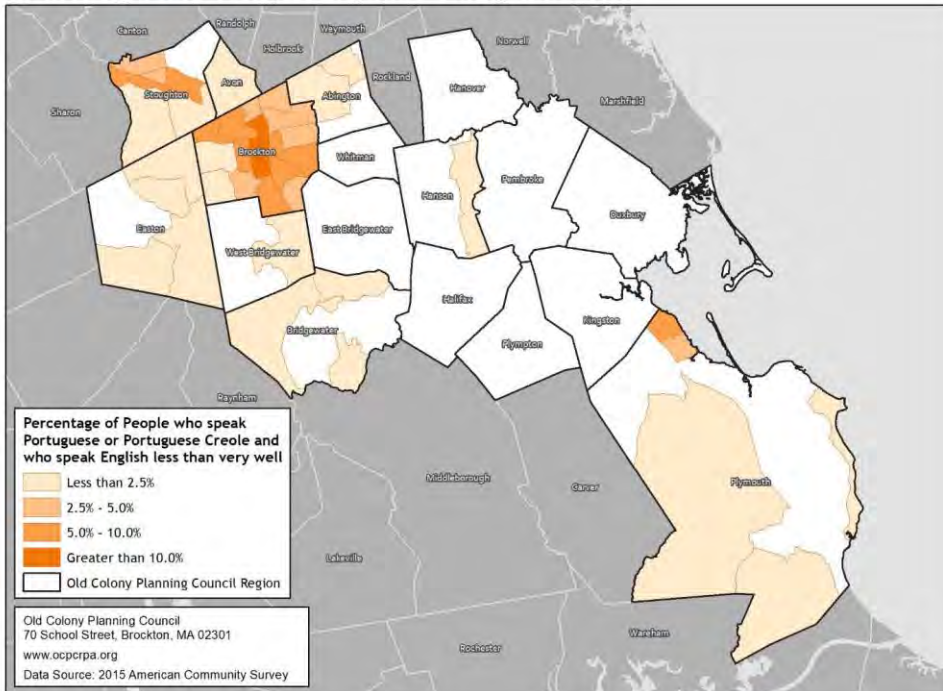 Canton
Randolph
Weymouth
Holbrook
Norwell
Rockland
Hanover
Avon
Abington
Stoughton
Sharon
Marshfield
Brockton
Whitman
Hanson
Pembroke
Duxbury
Easton
West Bridgewater
East Bridgewater
Halifax
Kingston
Bridgewater
Plympton
Raynham
Percentage of People who speak
Portuguese or Portuguese Creole and
who speak English less than very well
Less than 2.5%
2.5% - 5.0%
5.0% - 10.0%
Greater than 10.0%
Old Colony Planning Council Region
Middleborough
Carver
Plymouth
Lakeville
Old Colony Planning Council
70 School Street, Brockton, MA 02301
www.ocpcrpa.org
Data Source: 2015 American Community Survey
Rochester
Wareham